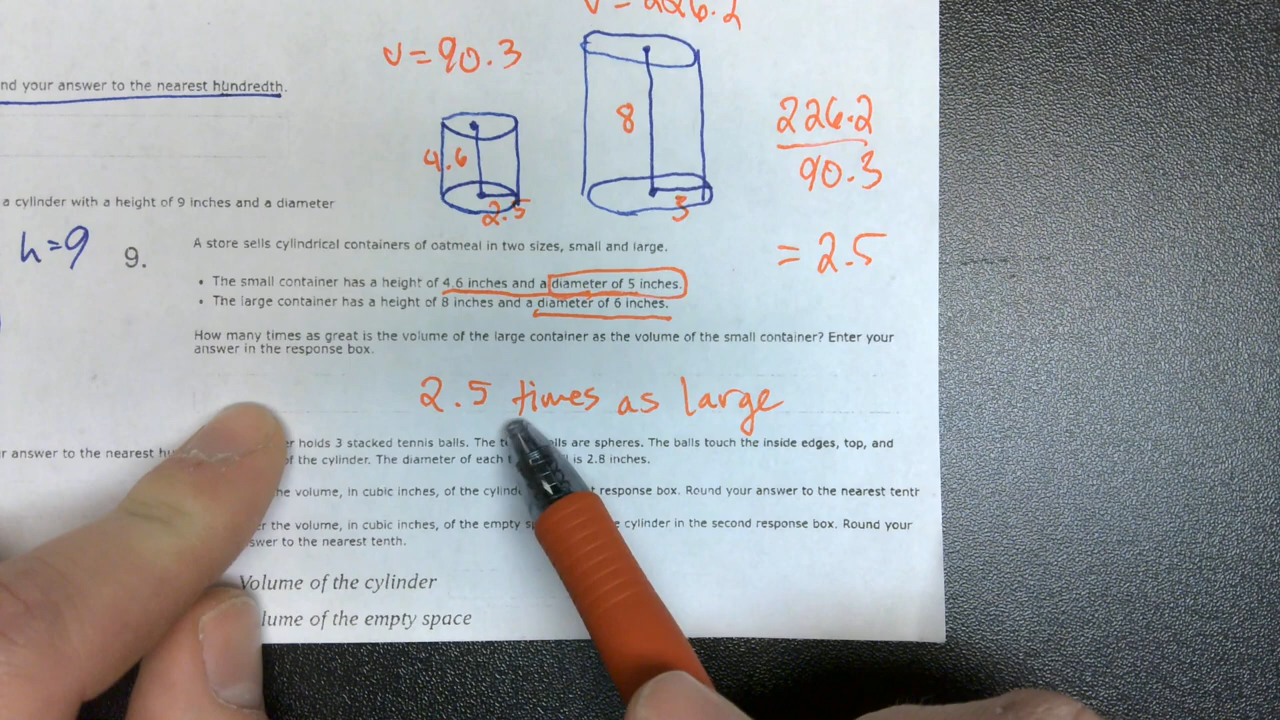 V = 226.2
V = 90.3
nd your answer to the nearest hundredth.
4.6
8
2.5
3
226.2
90.3
= 2.5
a cylinder with a height of 9 inches and a diameter
h=9
9.
A store sells cylindrical containers of oatmeal in two sizes, small and large.
• The small container has a height of 4.6 inches and a diameter of 5 inches.
• The large container has a height of 8 inches and a diameter of 6 inches.
How many times as great is the volume of the large container as the volume of the small container? Enter your
answer in the response box.
2.5 times as large
r answer to the nearest
er holds 3 stacked tennis balls. The balls are spheres. The balls touch the inside edges, top, and
of the cylinder. The diameter of each is 2.8 inches.
he volume, in cubic inches, of the response box. Round your answer to the nearest tenth
er the volume, in cubic inches, of the empty cylinder in the second response box. Round your
swer to the nearest tenth.
Volume of the cylinder
lume of the empty space